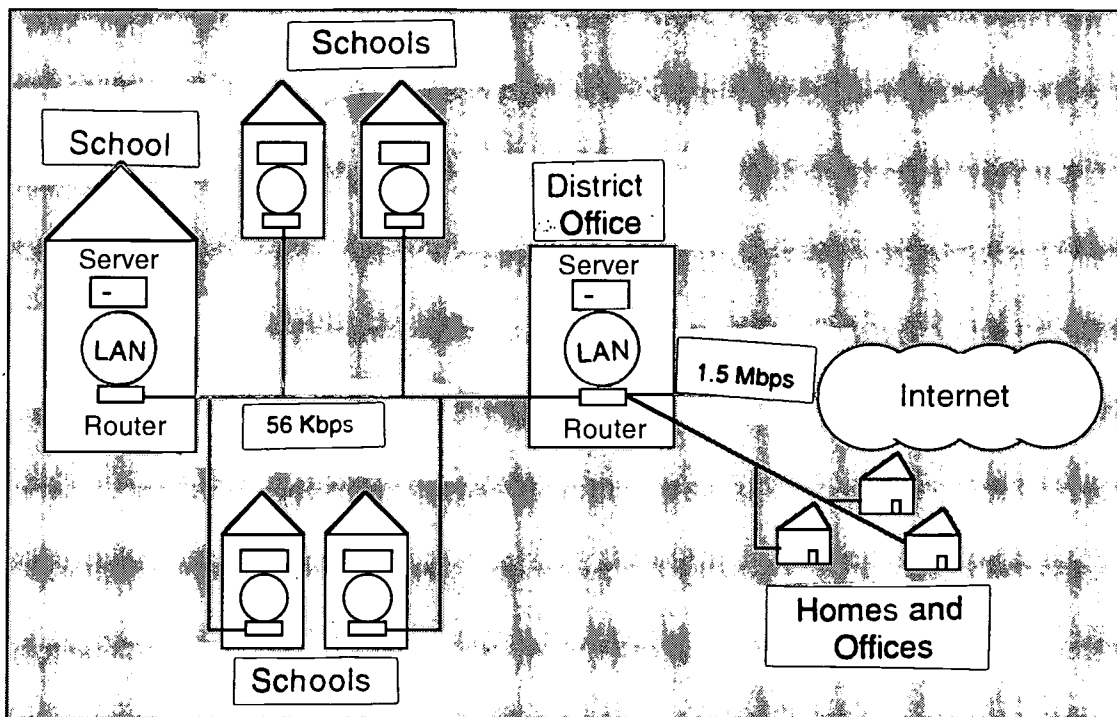 Schools
School
District
Office
Server
LAN
Router
Server
LAN
Router
56 Kbps
1.5 Mbps
Internet
Homes and
Offices
Schools